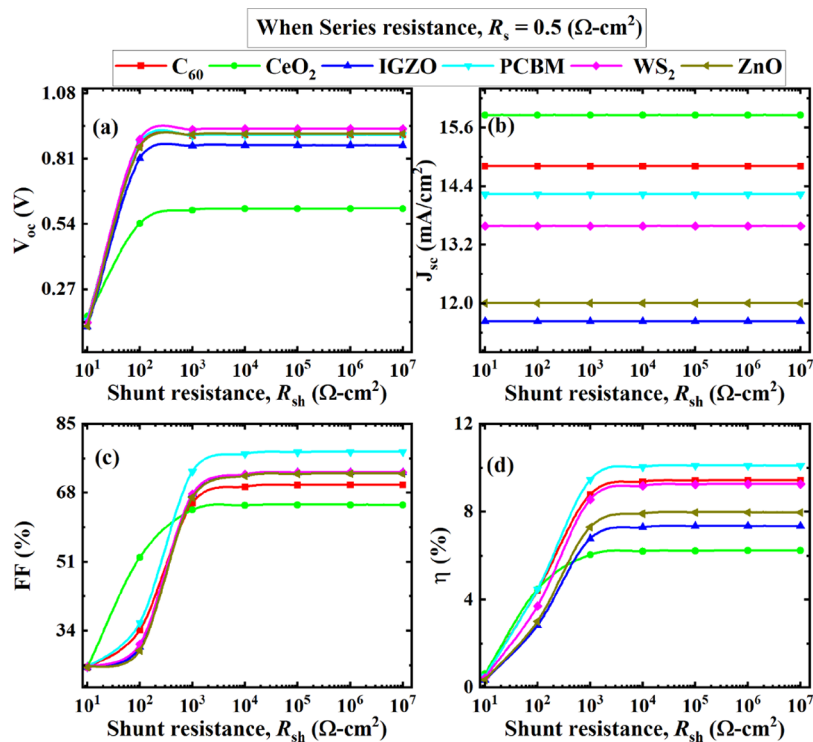 When Series resistance, Rs = 0.5 (Ω-cm²)
C60 CeO2 IGZO PCBM WS2 ZnO
(a)
Voc (V)
1.08
0.81
0.54
0.27
10¹ 10² 10³ 10⁴ 10⁵ 10⁶ 10⁷
Shunt resistance, Rsh (Ω-cm²)
(b)
Jsc (mA/cm²)
15.6
14.4
13.2
12.0
10¹ 10² 10³ 10⁴ 10⁵ 10⁶ 10⁷
Shunt resistance, Rsh (Ω-cm²)
(c)
FF (%)
85
68
51
34
10¹ 10² 10³ 10⁴ 10⁵ 10⁶ 10⁷
Shunt resistance, Rsh (Ω-cm²)
(d)
η (%)
12
8
4
0
10¹ 10² 10³ 10⁴ 10⁵ 10⁶ 10⁷
Shunt resistance, Rsh (Ω-cm²)